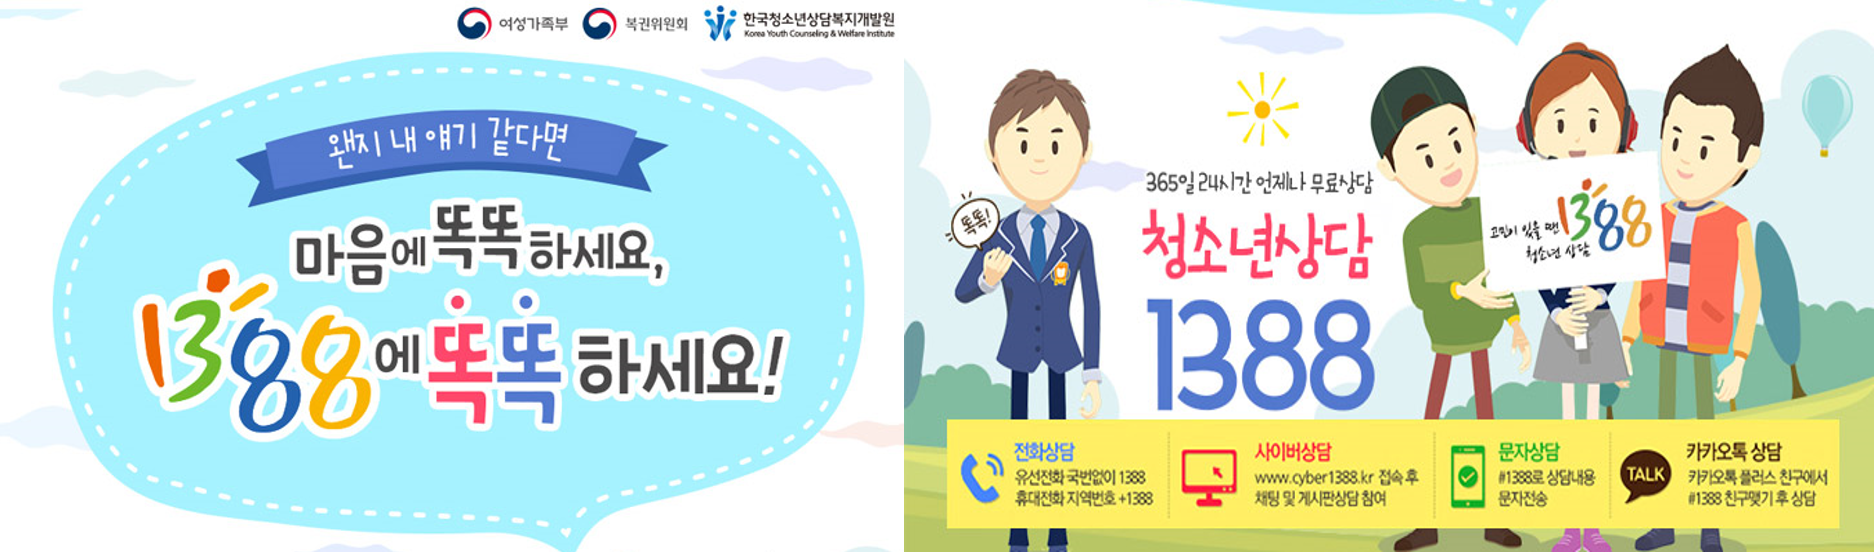 여성가족부
복권위원회
한국청소년상담복지개발원
Korea Youth Counseling & Welfare Institute
왠지 내 얘기 같다면
마음에 똑똑 하세요,
1388에 똑똑 하세요!
똑똑!
365일 24시간 언제나 무료상담
청소년상담
1388
고민이 있을 땐 1388
청소년 상담
전화상담
유선전화 국번없이 1388
휴대전화 지역번호 +1388
사이버상담
www.cyber1388.kr 접속 후
채팅 및 게시판상담 참여
문자상담
#1388로 상담내용
문자전송
TALK
카카오톡 상담
카카오톡 플러스 친구에서
#1388 친구맺기 후 상담